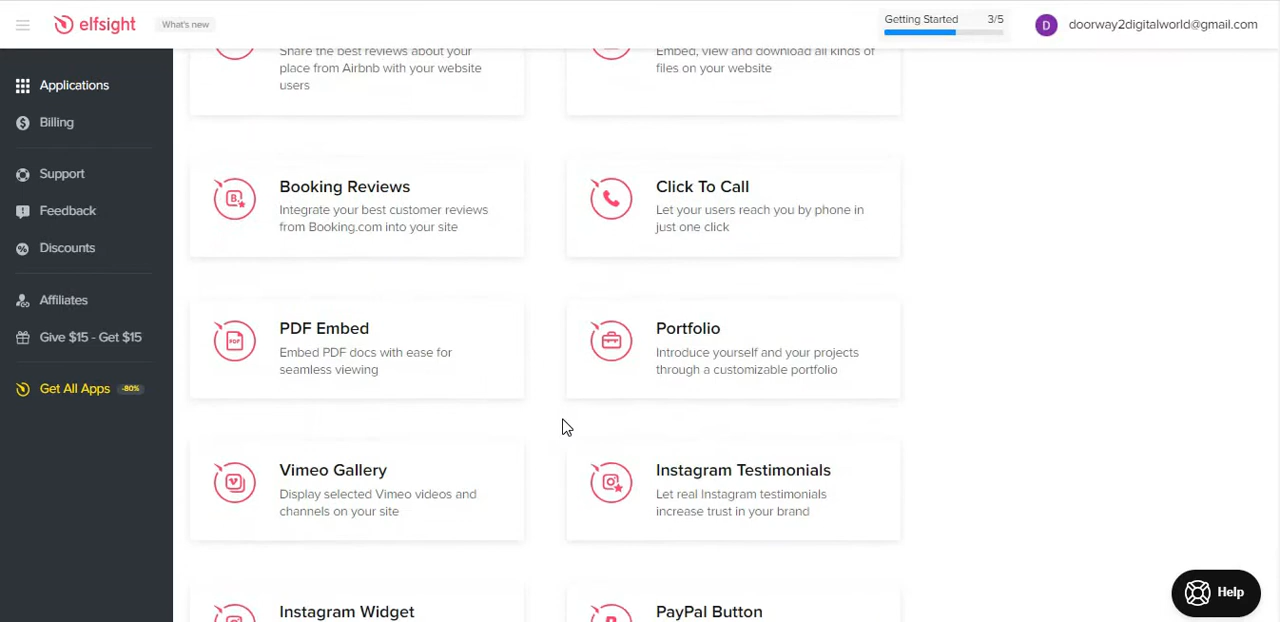 elfsight
What's new
Getting Started 3/5
D
doorway2digitalworld@gmail.com
Applications
Billing
Support
Feedback
Discounts
Affiliates
Give $15 - Get $15
Get All Apps -80%
Share the best reviews about your
place from Airbnb with your website
users
Embed, view and download all kinds of
files on your website
Booking Reviews
Integrate your best customer reviews
from Booking.com into your site
Click To Call
Let your users reach you by phone in
just one click
PDF Embed
Embed PDF docs with ease for
seamless viewing
Portfolio
Introduce yourself and your projects
through a customizable portfolio
Vimeo Gallery
Display selected Vimeo videos and
channels on your site
Instagram Testimonials
Let real Instagram testimonials
increase trust in your brand
Instagram Widget
PayPal Button
Help